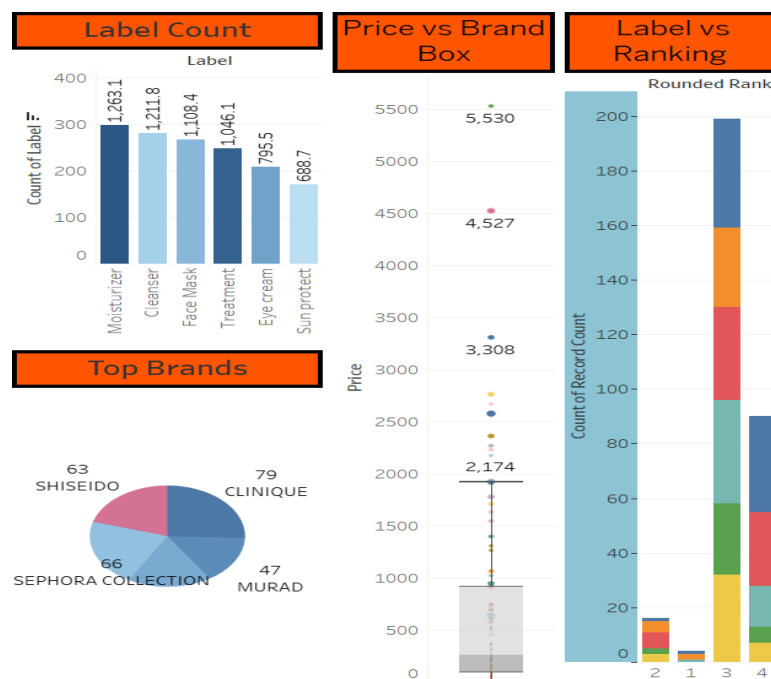 Label Count
Label
Count of Label
400
300
200
100
0
1,263.1
1,211.8
1,108.4
1,046.1
795.5
688.7
Moisturizer
Cleanser
Face Mask
Treatment
Eye cream
Sun protect
Top Brands
63
SHISEIDO
79
CLINIQUE
66
SEPHORA COLLECTION
47
MURAD
Price vs Brand
Box
Price
5500
5000
4500
4000
3500
3000
2500
2000
1500
1000
500
0
5,530
4,527
3,308
2,174
Label vs
Ranking
Rounded Rank
Count of Record Count
200
180
160
140
120
100
80
60
40
20
0
2
1
3
4